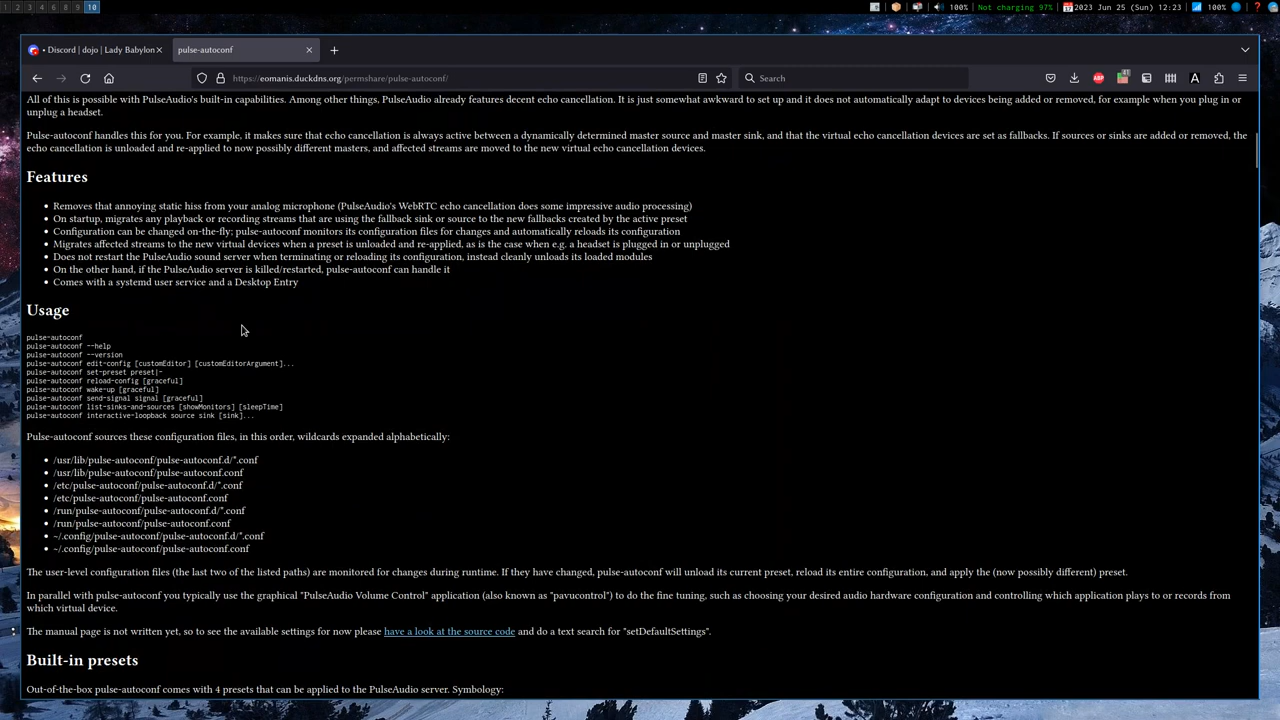 1 2 3 4 5 6 7 8 9 10
100% Not charging 97% 2023 Jun 25 (Sun) 12:23 100%
• Discord | dojo | Lady Babylon
pulse-autoconf
https://eomanis.duckdns.org/permshare/pulse-autoconf/
Search
All of this is possible with PulseAudio's built-in capabilities. Among other things, PulseAudio already features decent echo cancellation. It is just somewhat awkward to set up and it does not automatically adapt to devices being added or removed, for example when you plug in or
unplug a headset.
Pulse-autoconf handles this for you. For example, it makes sure that echo cancellation is always active between a dynamically determined master source and master sink, and that the virtual echo cancellation devices are set as fallbacks. If sources or sinks are added or removed, the
echo cancellation is unloaded and re-applied to now possibly different masters, and affected streams are moved to the new virtual echo cancellation devices.
Features
• Removes that annoying static hiss from your analog microphone (PulseAudio's WebRTC echo cancellation does some impressive audio processing)
• On startup, migrates any playback or recording streams that are using the fallback sink or source to the new fallbacks created by the active preset
• Configuration can be changed on-the-fly; pulse-autoconf monitors its configuration files for changes and automatically reloads its configuration
• Migrates affected streams to the new virtual devices when a preset is unloaded and re-applied, as is the case when e.g. a headset is plugged in or unplugged
• Does not restart the PulseAudio sound server when terminating or reloading its configuration, instead cleanly unloads its loaded modules
• On the other hand, if the PulseAudio server is killed/restarted, pulse-autoconf can handle it
• Comes with a systemd user service and a Desktop Entry
Usage
pulse-autoconf
pulse-autoconf --help
pulse-autoconf --version
pulse-autoconf edit-config [customEditor] [customEditorArgument]...
pulse-autoconf set-preset preset|-
pulse-autoconf reload-config [graceful]
pulse-autoconf wake-up [graceful]
pulse-autoconf send-signal signal [graceful]
pulse-autoconf list-sinks-and-sources [showMonitors] [sleepTime]
pulse-autoconf interactive-loopback source sink [sink]...
Pulse-autoconf sources these configuration files, in this order, wildcards expanded alphabetically:
• /usr/lib/pulse-autoconf/pulse-autoconf.d/*.conf
• /usr/lib/pulse-autoconf/pulse-autoconf.conf
• /etc/pulse-autoconf/pulse-autoconf.d/*.conf
• /etc/pulse-autoconf/pulse-autoconf.conf
• /run/pulse-autoconf/pulse-autoconf.d/*.conf
• /run/pulse-autoconf/pulse-autoconf.conf
• ~/.config/pulse-autoconf/pulse-autoconf.d/*.conf
• ~/.config/pulse-autoconf/pulse-autoconf.conf
The user-level configuration files (the last two of the listed paths) are monitored for changes during runtime. If they have changed, pulse-autoconf will unload its current preset, reload its entire configuration, and apply the (now possibly different) preset.
In parallel with pulse-autoconf you typically use the graphical "PulseAudio Volume Control" application (also known as "pavucontrol") to do the fine tuning, such as choosing your desired audio hardware configuration and controlling which application plays to or records from
which virtual device.
The manual page is not written yet, so to see the available settings for now please have a look at the source code and do a text search for "setDefaultSettings".
Built-in presets
Out-of-the-box pulse-autoconf comes with 4 presets that can be applied to the PulseAudio server. Symbology: